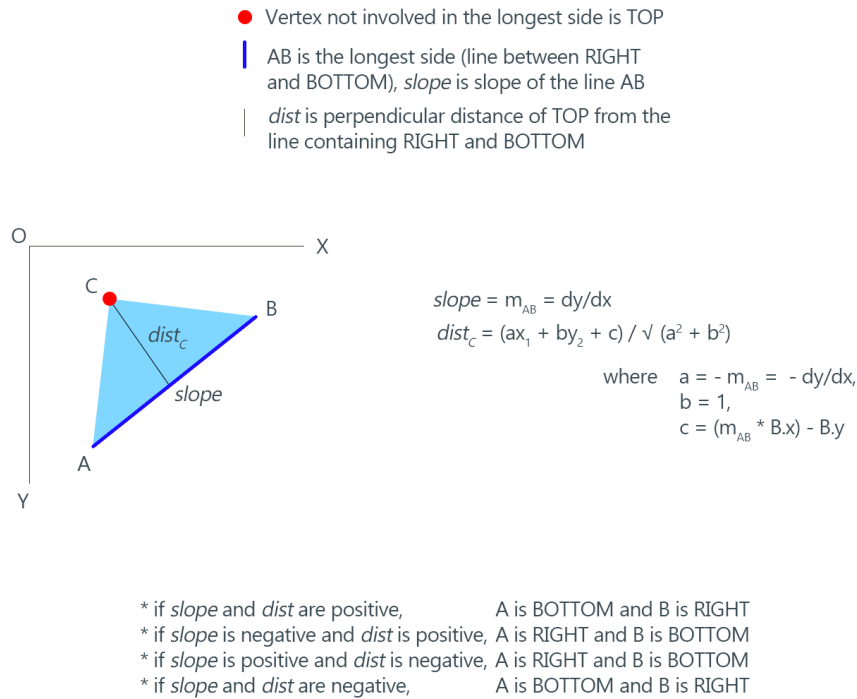 Vertex not involved in the longest side is TOP
AB is the longest side (line between RIGHT
and BOTTOM), slope is slope of the line AB
dist is perpendicular distance of TOP from the
line containing RIGHT and BOTTOM
O
X
C
B
dist_C
slope
A
Y
slope = m_AB = dy/dx
dist_C = (ax₁ + by₂ + c) / √ (a² + b²)
where a = - m_AB = - dy/dx,
b = 1,
c = (m_AB * B.x) - B.y
* if slope and dist are positive, A is BOTTOM and B is RIGHT
* if slope is negative and dist is positive, A is RIGHT and B is BOTTOM
* if slope is positive and dist is negative, A is RIGHT and B is BOTTOM
* if slope and dist are negative, A is BOTTOM and B is RIGHT